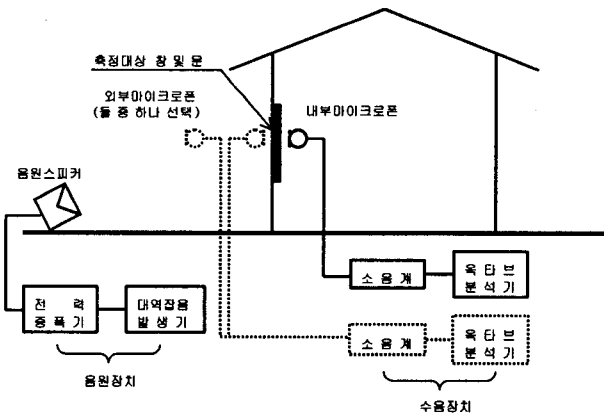 측정대상 창 및 문
외부마이크로폰
(둘 중 하나 선택)
내부마이크로폰
음원스피커
전 력
증 폭 기
대역잡음
발 생 기
소 음 계
옥 타 브
분 석 기
소 음 계
옥 타 브
분 석 기
음원장치
수음장치